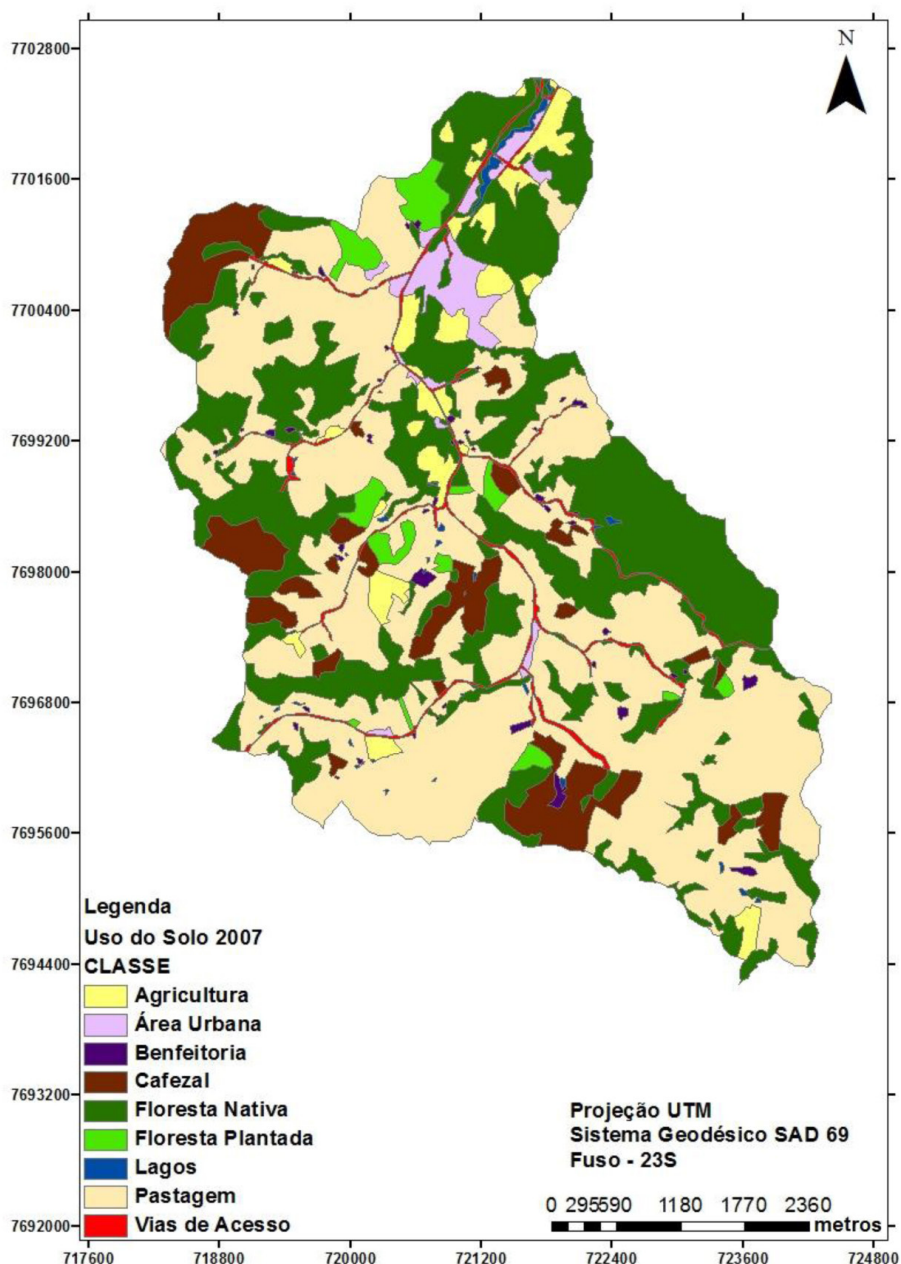 7702800
N
7701600
7700400
7699200
7698000
7696800
7695600
Legenda
Uso do Solo 2007
7694400
CLASSE
Agricultura
Área Urbana
Benfeitoria
Cafezal
7693200
Floresta Nativa
Floresta Plantada
Lagos
Pastagem
Vias de Acesso
7692000
Projeção UTM
Sistema Geodésico SAD 69
Fuso - 23S
0 295590 1180 1770 2360
metros
717600 718800 720000 721200 722400 723600 724800